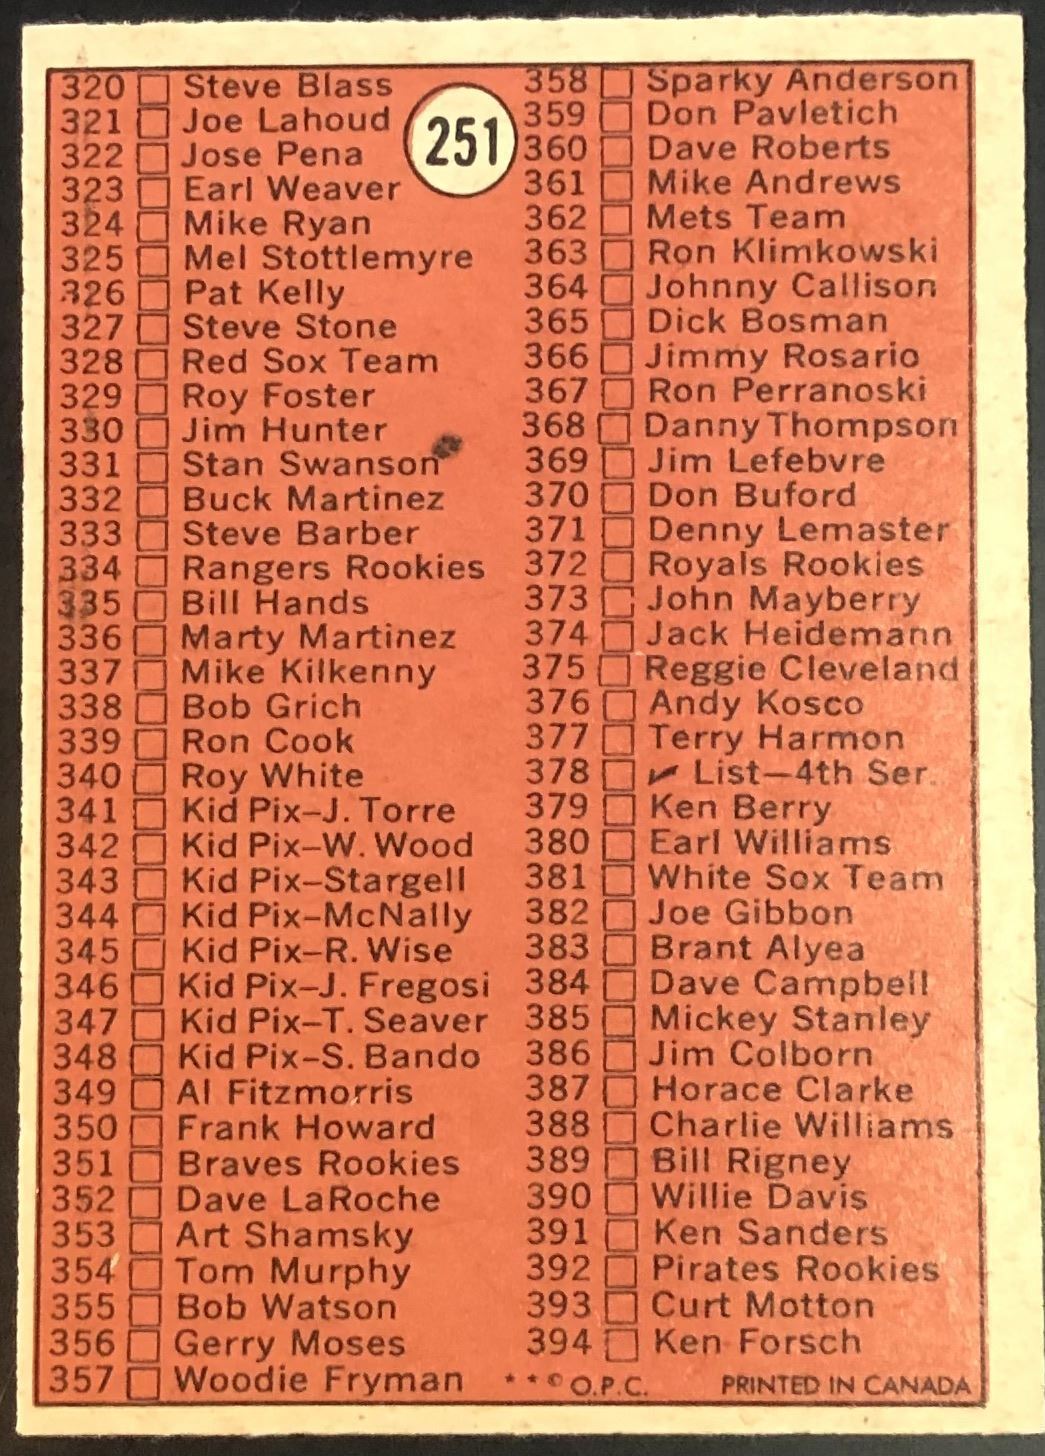 320 Steve Blass
321 Joe Lahoud
322 Jose Pena
323 Earl Weaver
324 Mike Ryan
325 Mel Stottlemyre
326 Pat Kelly
327 Steve Stone
328 Red Sox Team
329 Roy Foster
330 Jim Hunter
331 Stan Swanson
332 Buck Martinez
333 Steve Barber
334 Rangers Rookies
335 Bill Hands
336 Marty Martinez
337 Mike Kilkenny
338 Bob Grich
339 Ron Cook
340 Roy White
341 Kid Pix–J. Torre
342 Kid Pix–W. Wood
343 Kid Pix–Stargell
344 Kid Pix–McNally
345 Kid Pix–R. Wise
346 Kid Pix–J. Fregosi
347 Kid Pix–T. Seaver
348 Kid Pix–S. Bando
349 Al Fitzmorris
350 Frank Howard
351 Braves Rookies
352 Dave LaRoche
353 Art Shamsky
354 Tom Murphy
355 Bob Watson
356 Gerry Moses
357 Woodie Fryman
251
358 Sparky Anderson
359 Don Pavletich
360 Dave Roberts
361 Mike Andrews
362 Mets Team
363 Ron Klimkowski
364 Johnny Callison
365 Dick Bosman
366 Jimmy Rosario
367 Ron Perranoski
368 Danny Thompson
369 Jim Lefebvre
370 Don Buford
371 Denny Lemaster
372 Royals Rookies
373 John Mayberry
374 Jack Heidemann
375 Reggie Cleveland
376 Andy Kosco
377 Terry Harmon
378 ✓ List–4th Ser.
379 Ken Berry
380 Earl Williams
381 White Sox Team
382 Joe Gibbon
383 Brant Alyea
384 Dave Campbell
385 Mickey Stanley
386 Jim Colborn
387 Horace Clarke
388 Charlie Williams
389 Bill Rigney
390 Willie Davis
391 Ken Sanders
392 Pirates Rookies
393 Curt Motton
394 Ken Forsch
* * © O.P.C. PRINTED IN CANADA